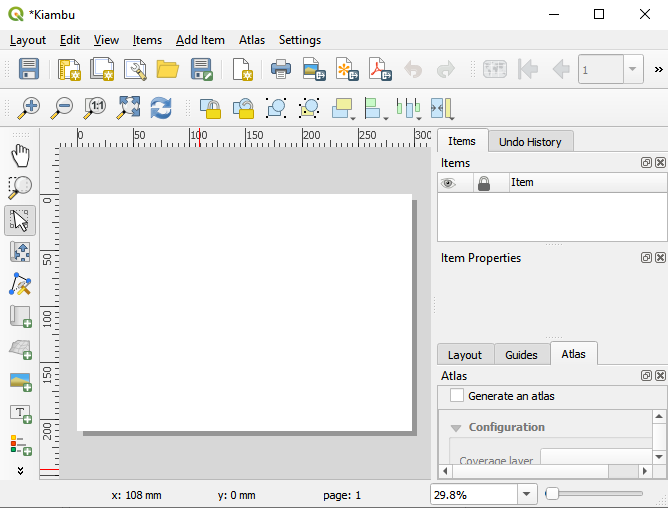 *Kiambu
Layout Edit View Items Add Item Atlas Settings
1 »
1:1
0 50 100 150 200 250 300
Items Undo History
Items
Item
0
50
100
150
200
Item Properties
Layout Guides Atlas
Atlas
Generate an atlas
Configuration
Coverage layer
T
x: 108 mm y: 0 mm page: 1 29.8%